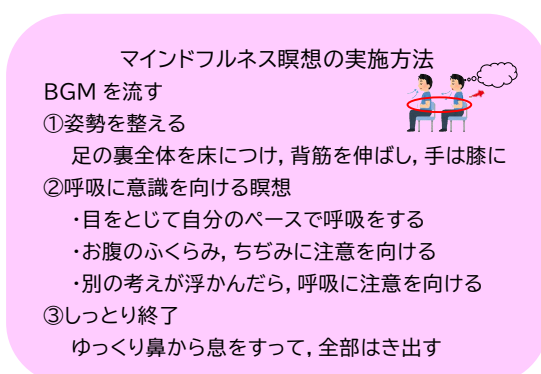 マインドフルネス瞑想の実施方法
BGM を流す
①姿勢を整える
足の裏全体を床につけ，背筋を伸ばし，手は膝に
②呼吸に意識を向ける瞑想
・目をとじて自分のペースで呼吸をする
・お腹のふくらみ，ちぢみに注意を向ける
・別の考えが浮かんだら，呼吸に注意を向ける
③しっとり終了
ゆっくり鼻から息をすって，全部はき出す